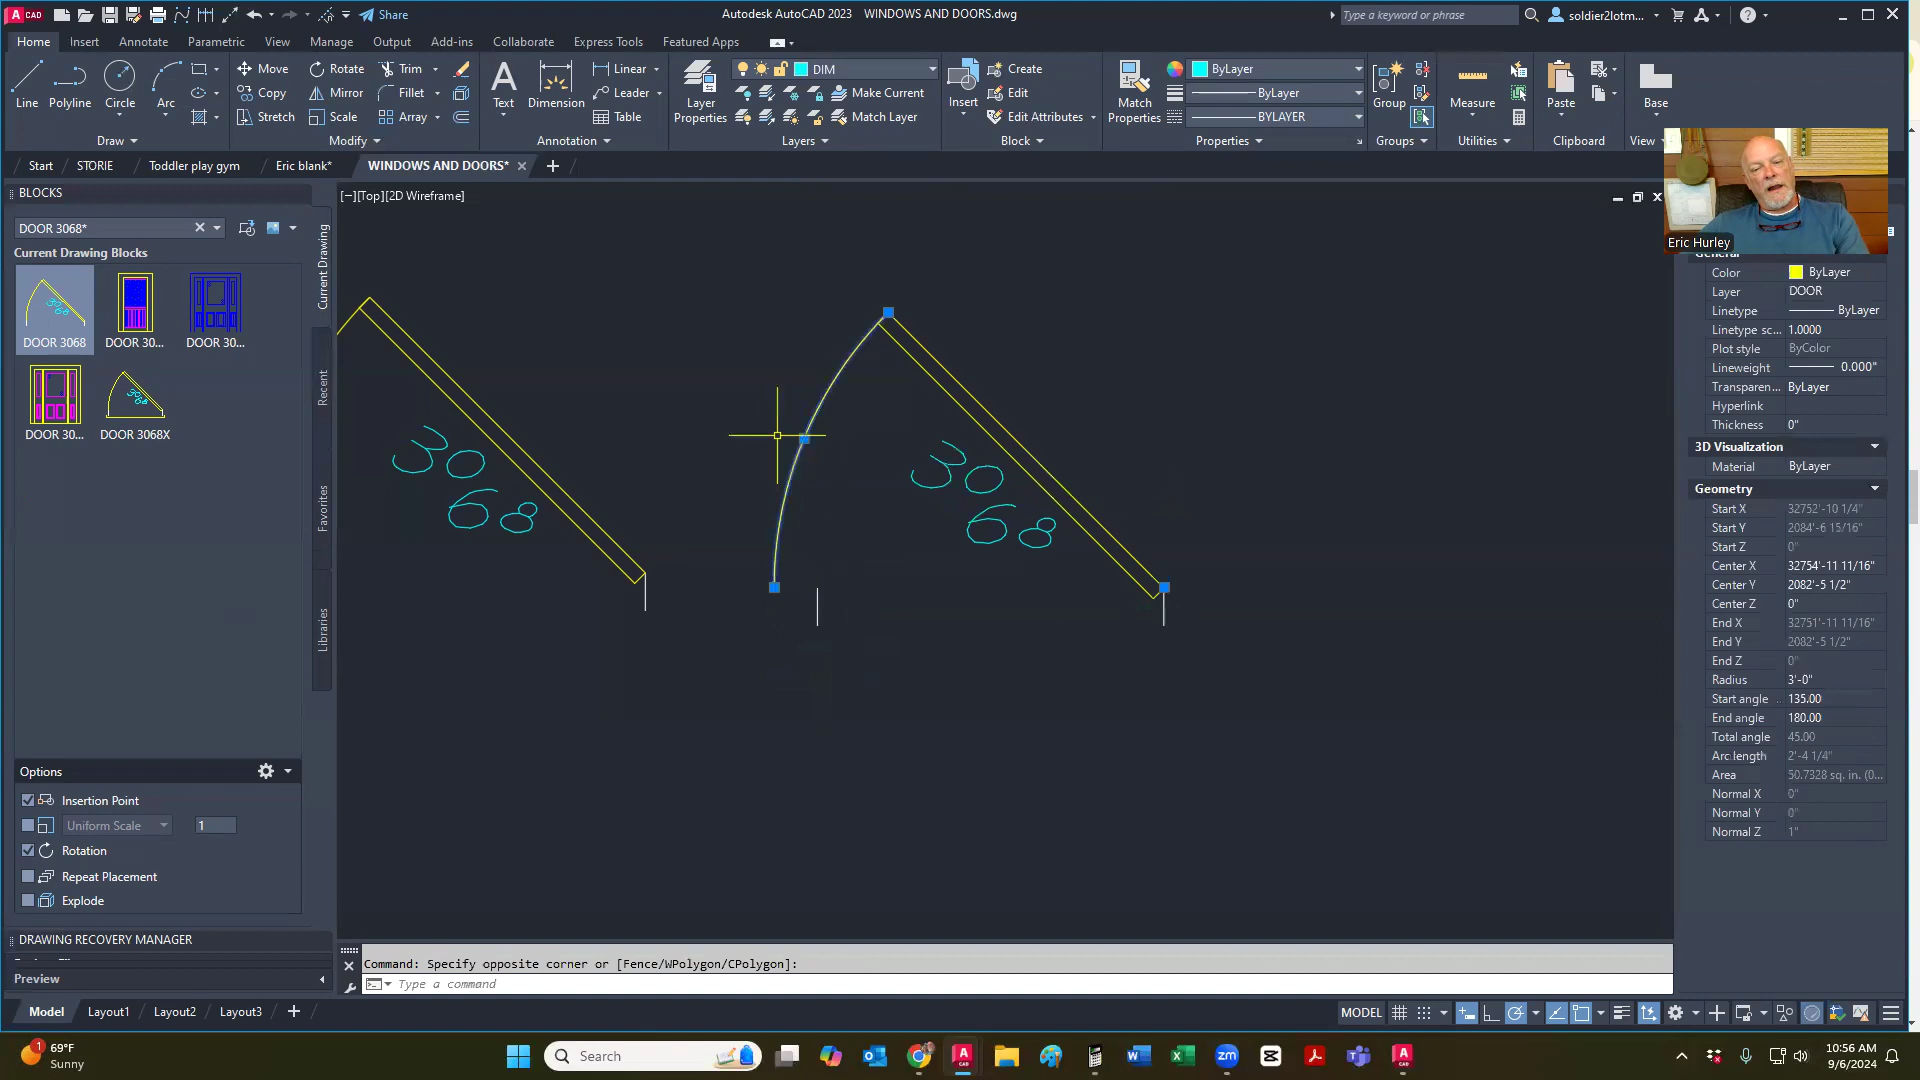 CAD
Share
Autodesk AutoCAD 2023 WINDOWS AND DOORS.dwg
Type a keyword or phrase
soldier2lotm...
Home Insert Annotate Parametric View Manage Output Add-ins Collaborate Express Tools Featured Apps
Line Polyline Circle Arc
Move Rotate Trim
Copy Mirror Fillet
Stretch Scale Array
Text Dimension
Linear
Leader
Table
Layer Properties
DIM
Make Current
Match Layer
Insert
Create
Edit
Edit Attributes
Match Properties
ByLayer
ByLayer
BYLAYER
Group
Measure
Paste
Base
Draw Modify Annotation Layers Block Properties Groups Utilities Clipboard View
Start STORIE Toddler play gym Eric blank* WINDOWS AND DOORS*
BLOCKS
DOOR 3068*
Current Drawing Blocks
DOOR 3068 DOOR 30... DOOR 30...
DOOR 30... DOOR 3068X
Current Drawing
Recent
Favorites
Libraries
[−][Top][2D Wireframe]
30
68
30
68
Eric Hurley
General
Color ByLayer
Layer DOOR
Linetype ByLayer
Linetype sc... 1.0000
Plot style ByColor
Lineweight 0.000"
Transparen... ByLayer
Hyperlink
Thickness 0"
3D Visualization
Material ByLayer
Geometry
Start X 32752'-10 1/4"
Start Y 2084'-6 15/16"
Start Z 0"
Center X 32754'-11 11/16"
Center Y 2082'-5 1/2"
Center Z 0"
End X 32751'-11 11/16"
End Y 2082'-5 1/2"
End Z 0"
Radius 3'-0"
Start angle 135.00
End angle 180.00
Total angle 45.00
Arc length 2'-4 1/4"
Area 50.7328 sq. in. (0...
Normal X 0"
Normal Y 0"
Normal Z 1"
Options
Insertion Point
Uniform Scale 1
Rotation
Repeat Placement
Explode
DRAWING RECOVERY MANAGER
Preview
Command: Specify opposite corner or [Fence/WPolygon/CPolygon]:
Type a command
Model Layout1 Layout2 Layout3
MODEL
69°F
Sunny
Search
10:56 AM
9/6/2024